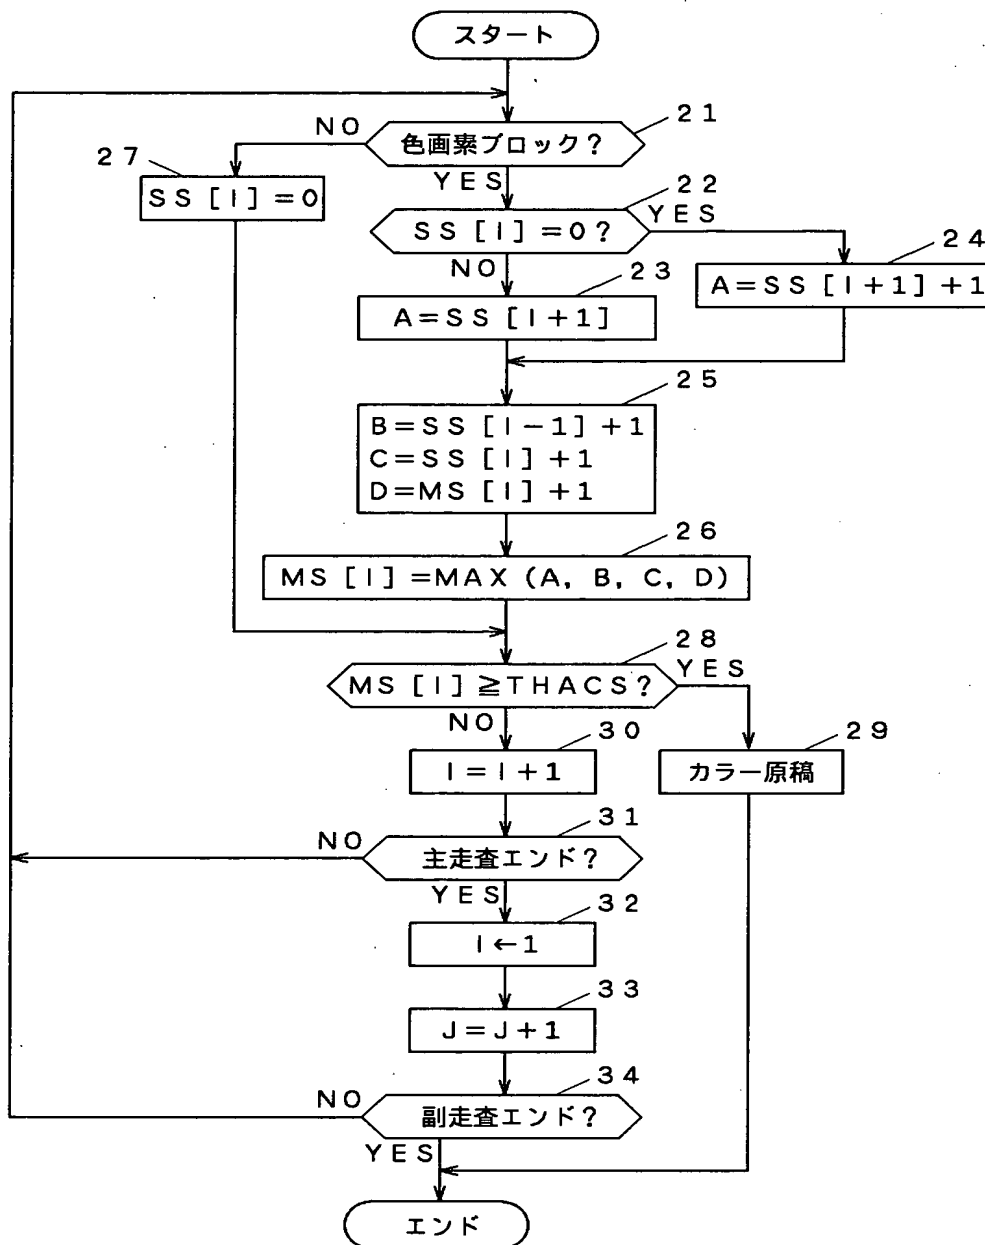 スタート
21
色画素ブロック？
NO
YES
27
SS [I] =0
22
SS [I] =0？
YES
NO
24
A=SS [I+1] +1
23
A=SS [I+1]
25
B=SS [I-1] +1
C=SS [I] +1
D=MS [I] +1
26
MS [I] =MAX (A, B, C, D)
28
MS [I] ≧THACS？
YES
NO
30
I=I+1
29
カラー原稿
31
主走査エンド？
NO
YES
32
I←1
33
J=J+1
34
副走査エンド？
NO
YES
エンド